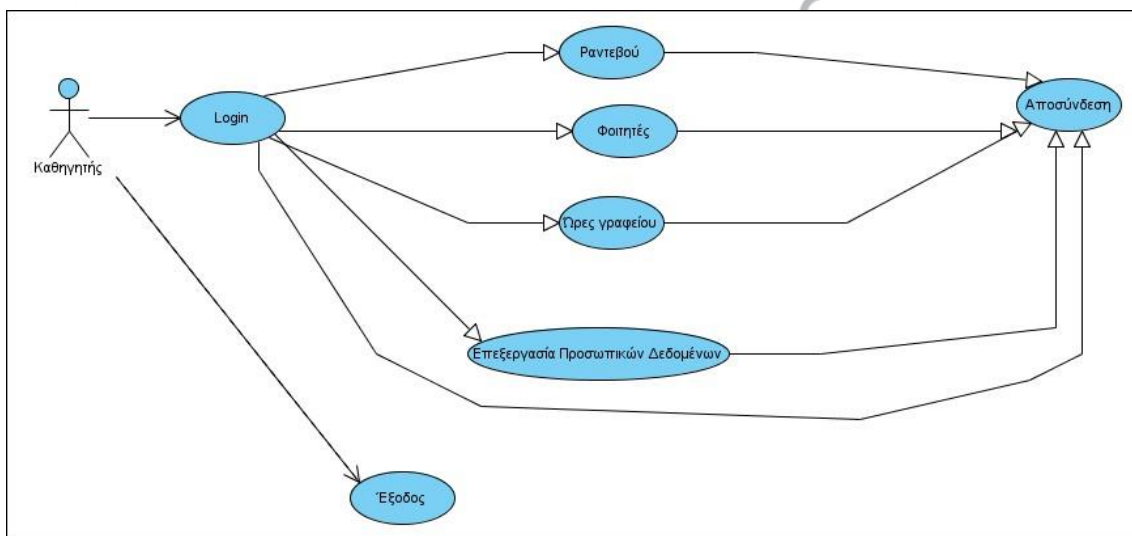 Ραντεβού
Αποσύνδεση
Login
Φοιτητές
Καθηγητής
Ώρες γραφείου
Επεξεργασία Προσωπικών Δεδομένων
Έξοδος